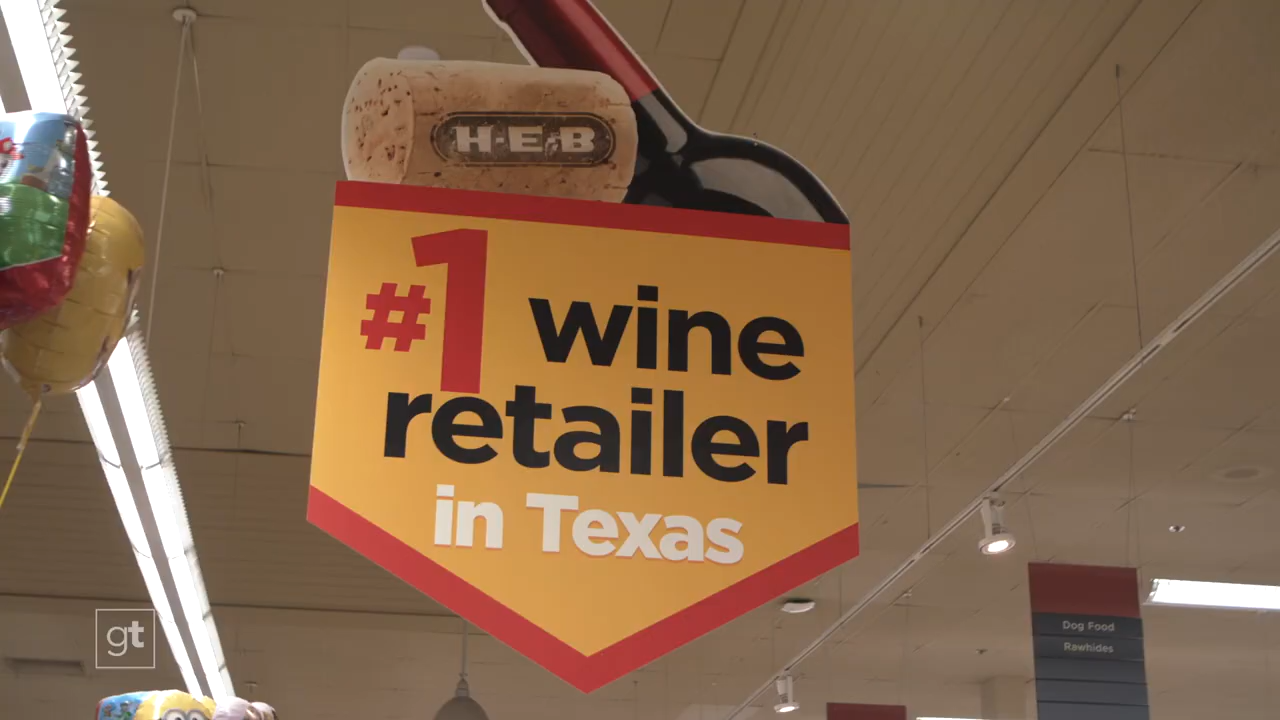 H-E-B
#1 wine
retailer
in Texas
Dog Food
Rawhides
gt